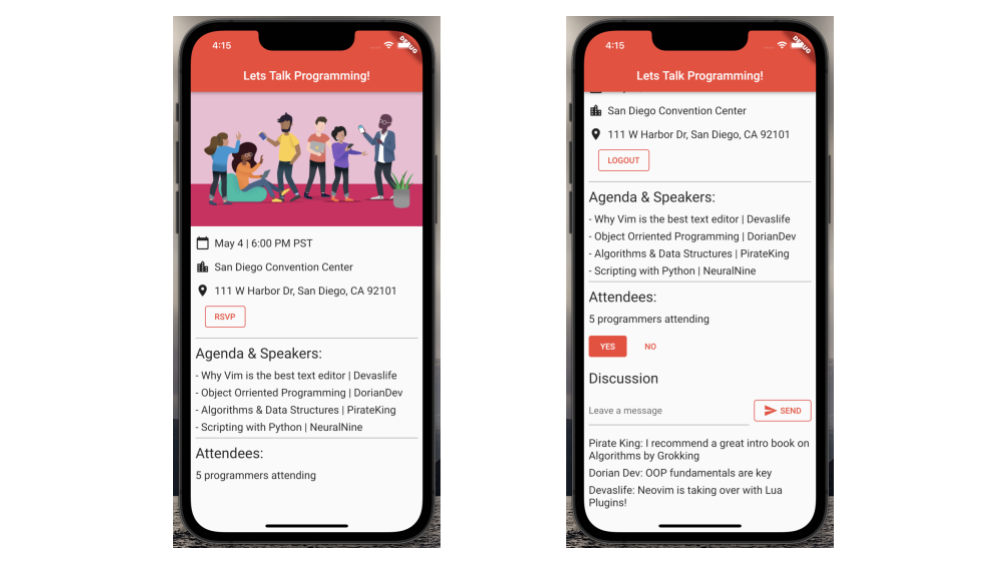 4:15
DEBUG
Lets Talk Programming!
May 4 | 6:00 PM PST
San Diego Convention Center
111 W Harbor Dr, San Diego, CA 92101
RSVP
Agenda & Speakers:
- Why Vim is the best text editor | Devaslife
- Object Orriented Programming | DorianDev
- Algorithms & Data Structures | PirateKing
- Scripting with Python | NeuralNine
Attendees:
5 programmers attending
4:15
DEBUG
Lets Talk Programming!
San Diego Convention Center
111 W Harbor Dr, San Diego, CA 92101
LOGOUT
Agenda & Speakers:
- Why Vim is the best text editor | Devaslife
- Object Orriented Programming | DorianDev
- Algorithms & Data Structures | PirateKing
- Scripting with Python | NeuralNine
Attendees:
5 programmers attending
YES NO
Discussion
Leave a message SEND
Pirate King: I recommend a great intro book on
Algorithms by Grokking
Dorian Dev: OOP fundamentals are key
Devaslife: Neovim is taking over with Lua
Plugins!